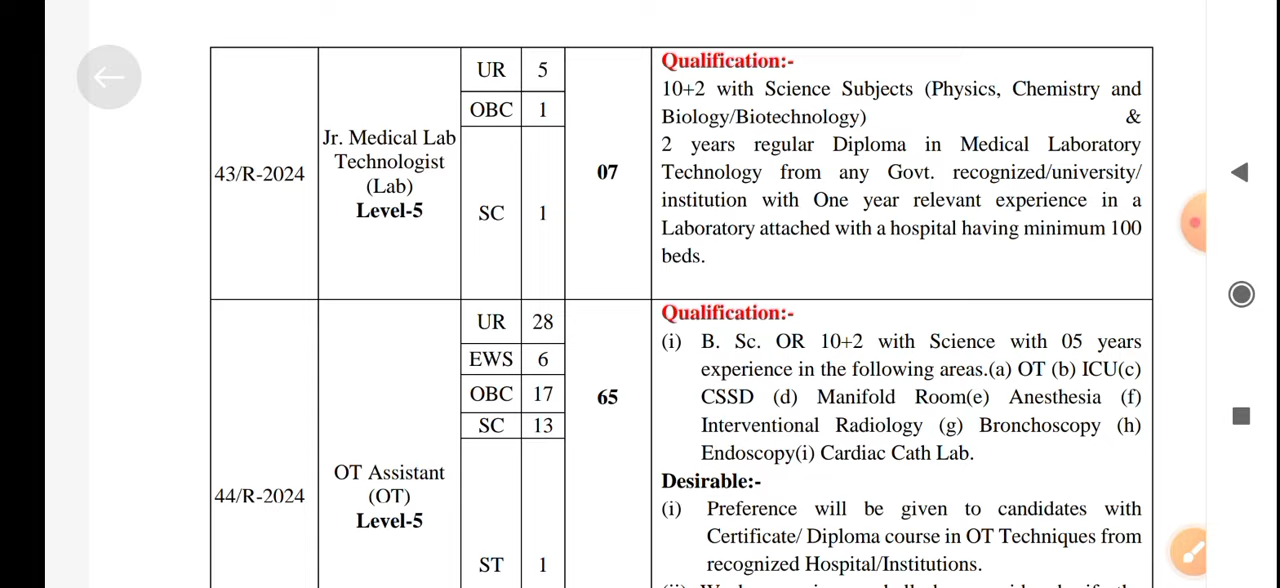 43/R-2024
Jr. Medical Lab
Technologist
(Lab)
Level-5
UR 5
OBC 1
SC 1
07
Qualification:-
10+2 with Science Subjects (Physics, Chemistry and
Biology/Biotechnology) &
2 years regular Diploma in Medical Laboratory
Technology from any Govt. recognized/university/
institution with One year relevant experience in a
Laboratory attached with a hospital having minimum 100
beds.
44/R-2024
OT Assistant
(OT)
Level-5
UR 28
EWS 6
OBC 17
SC 13
ST 1
65
Qualification:-
(i) B. Sc. OR 10+2 with Science with 05 years
experience in the following areas.(a) OT (b) ICU(c)
CSSD (d) Manifold Room(e) Anesthesia (f)
Interventional Radiology (g) Bronchoscopy (h)
Endoscopy(i) Cardiac Cath Lab.
Desirable:-
(i) Preference will be given to candidates with
Certificate/ Diploma course in OT Techniques from
recognized Hospital/Institutions.